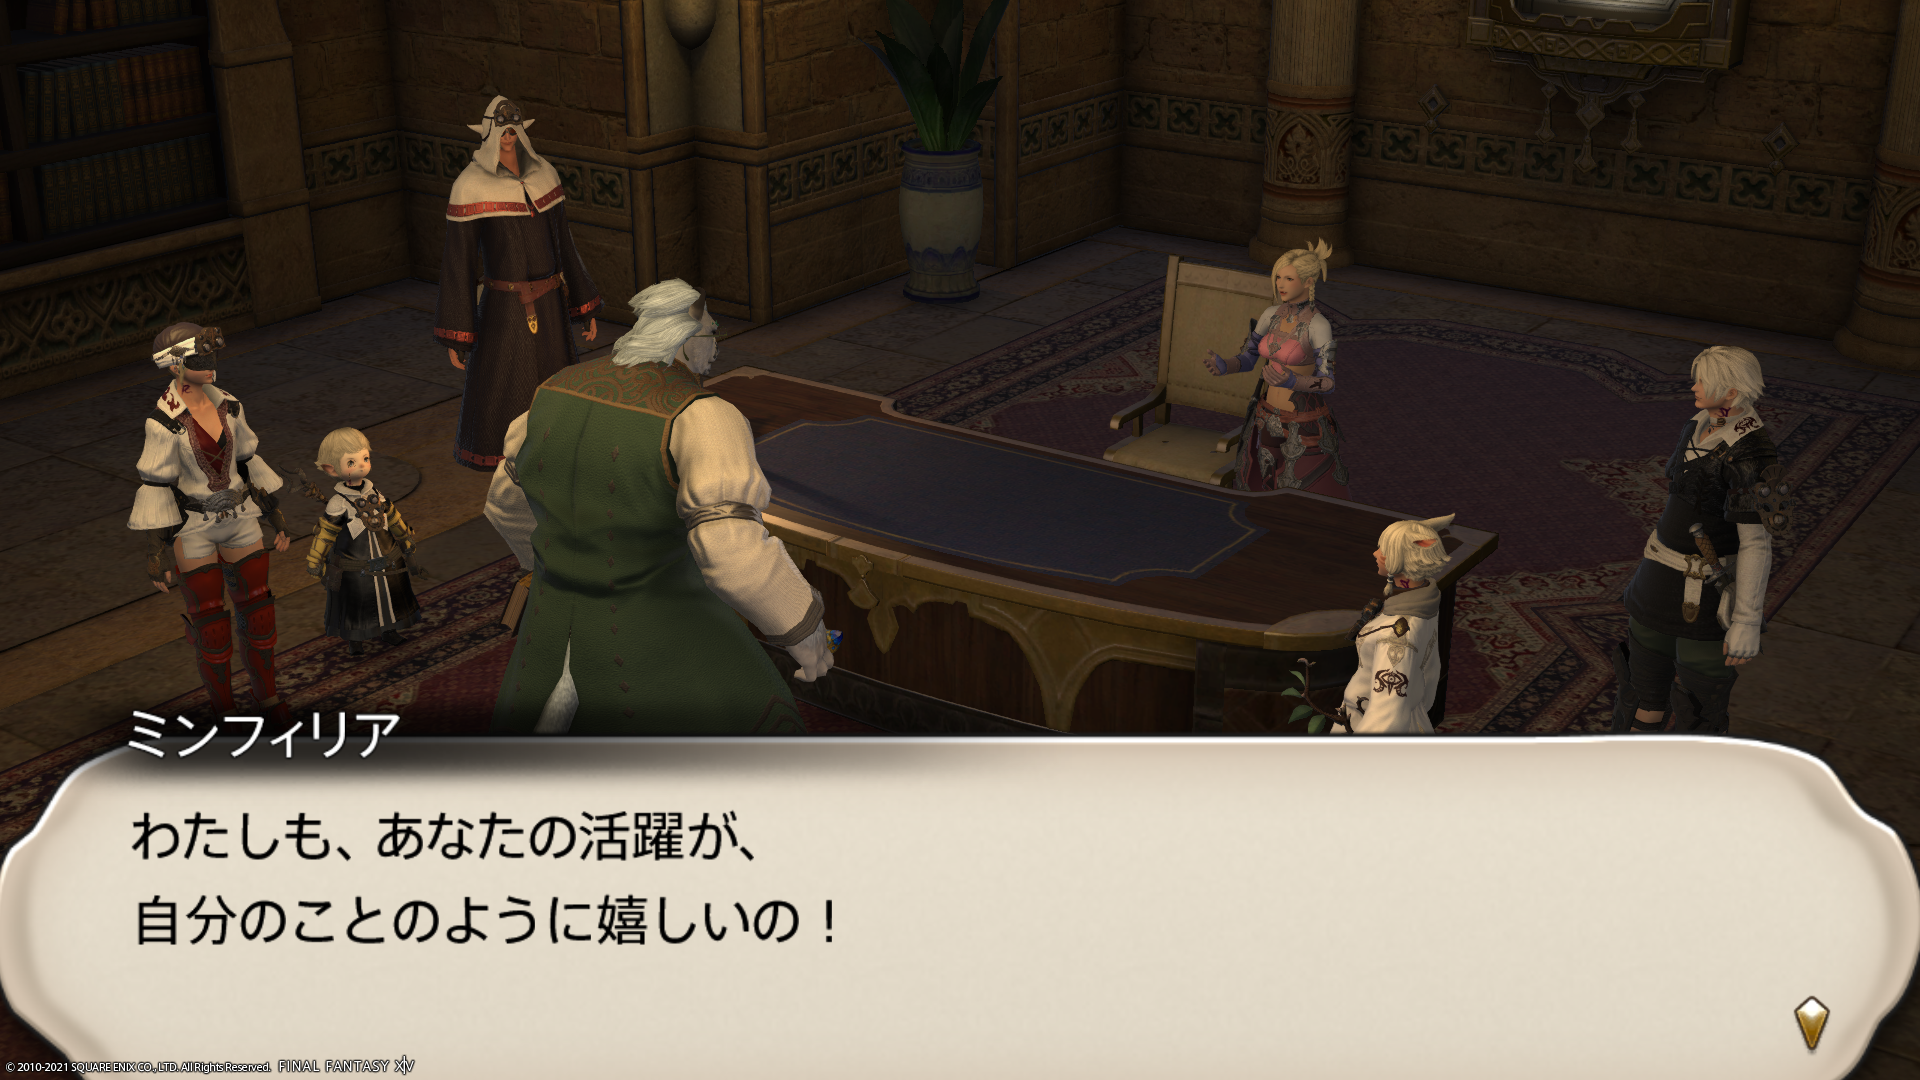 ミンフィリア
わたしも、あなたの活躍が、
自分のことのように嬉しいの！
© 2010-2021 SQUARE ENIX CO., LTD. All Rights Reserved. FINAL FANTASY XIV